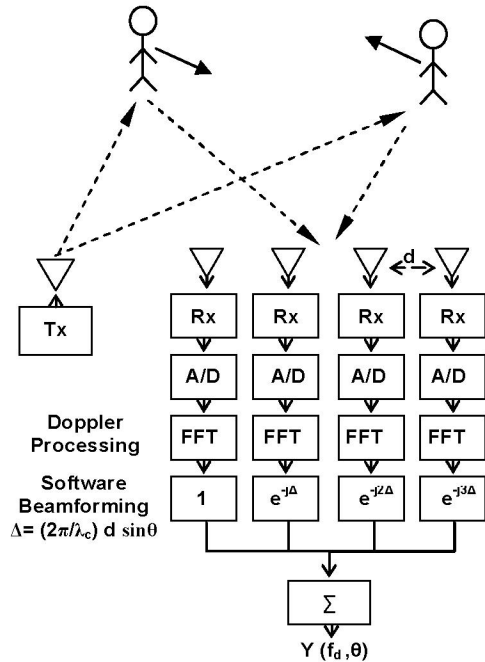 d
Tx
Rx Rx Rx Rx
A/D A/D A/D A/D
Doppler
Processing
FFT FFT FFT FFT
Software
Beamforming
Δ= (2π/λc) d sinθ
1 e-jΔ e-j2Δ e-j3Δ
Σ
Y (fd ,θ)